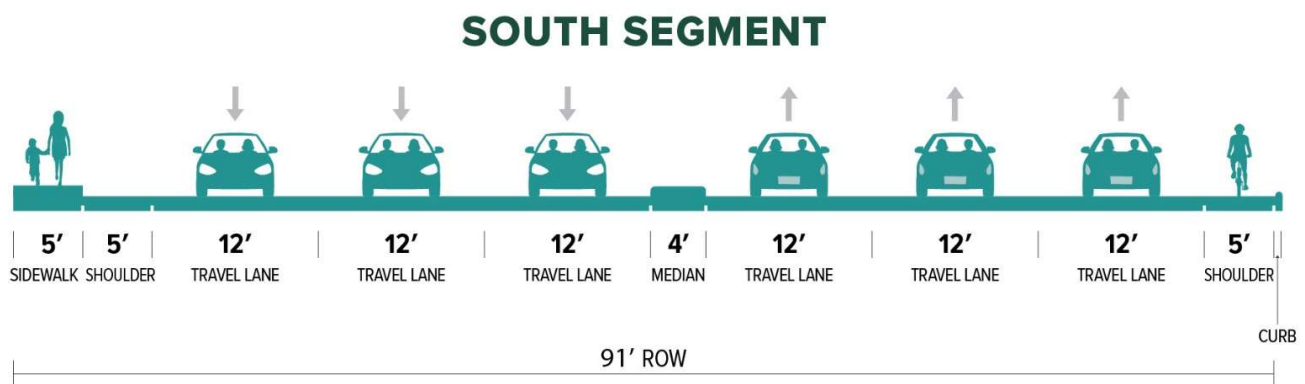 SOUTH SEGMENT
5’ 5’ 12’ 12’ 12’ 4’ 12’ 12’ 12’ 5’
SIDEWALK SHOULDER TRAVEL LANE TRAVEL LANE TRAVEL LANE MEDIAN TRAVEL LANE TRAVEL LANE TRAVEL LANE SHOULDER
CURB
91’ ROW